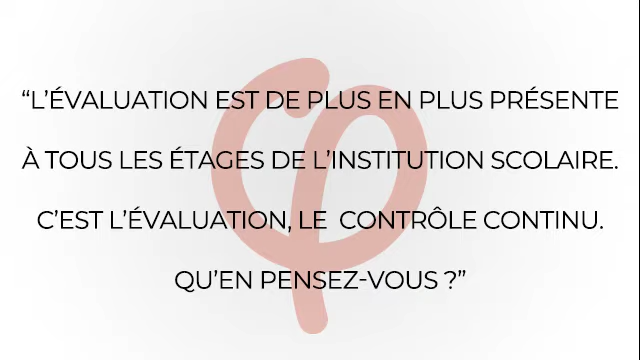 “L’ÉVALUATION EST DE PLUS EN PLUS PRÉSENTE
À TOUS LES ÉTAGES DE L’INSTITUTION SCOLAIRE.
C’EST L’ÉVALUATION, LE CONTRÔLE CONTINU.
QU’EN PENSEZ-VOUS ?”